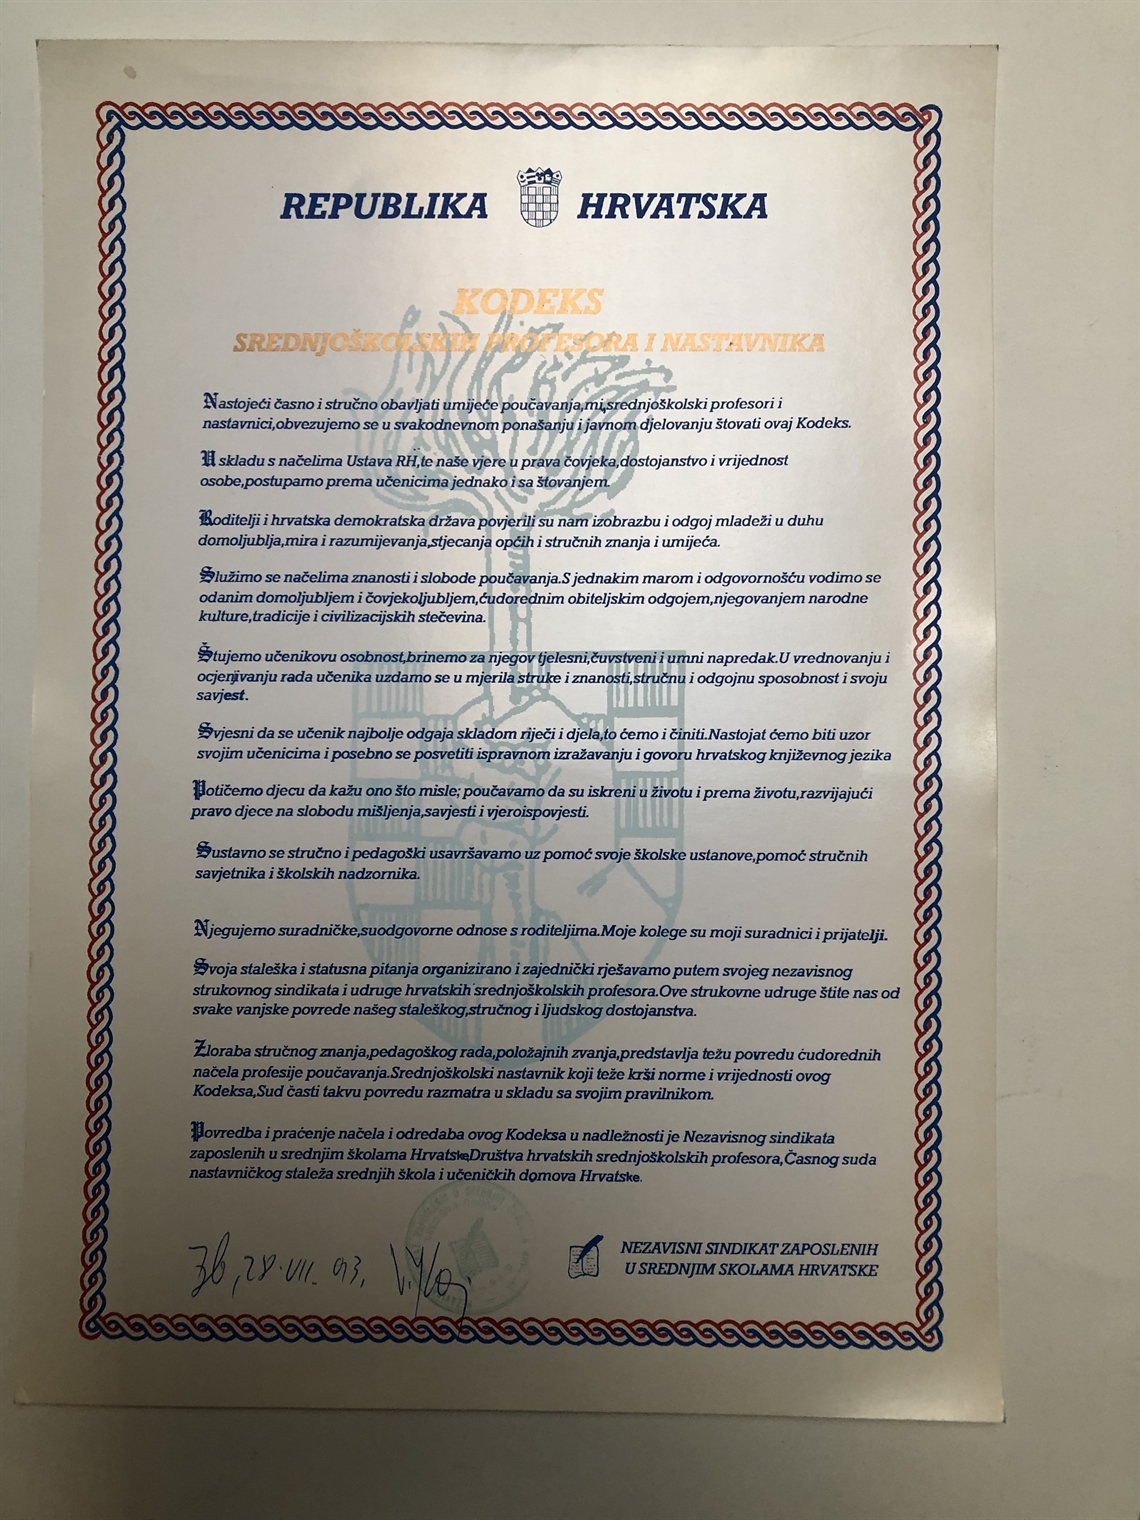 REPUBLIKA HRVATSKA
KODEKS
SREDNJOŠKOLSKIH PROFESORA I NASTAVNIKA
Nastojeći časno i stručno obavljati umijeće poučavanja,mi,srednjoškolski profesori i
nastavnici,obvezujemo se u svakodnevnom ponašanju i javnom djelovanju štovati ovaj Kodeks.
U skladu s načelima Ustava RH,te naše vjere u prava čovjeka,dostojanstvo i vrijednost
osobe,postupamo prema učenicima jednako i sa štovanjem.
Roditelji i hrvatska demokratska država povjerili su nam izobrazbu i odgoj mladeži u duhu
domoljublja,mira i razumijevanja,stjecanja općih i stručnih znanja i umijeća.
Služimo se načelima znanosti i slobode poučavanja.S jednakim marom i odgovornošću vodimo se
odanim domoljubljem i čovjekoljubljem,ćudorednim obiteljskim odgojem,njegovanjem narodne
kulture,tradicije i civilizacijskih stečevina.
Štujemo učenikovu osobnost,brinemo za njegov tjelesni,čuvstveni i umni napredak.U vrednovanju i
ocjenjivanju rada učenika uzdamo se u mjerila struke i znanosti,stručnu i odgojnu sposobnost i svoju
savjest.
Svjesni da se učenik najbolje odgaja skladom riječi i djela,to ćemo i činiti.Nastojat ćemo biti uzor
svojim učenicima i posebno se posvetiti ispravnom izražavanju i govoru hrvatskog književnog jezika
Potičemo djecu da kažu ono što misle; poučavamo da su iskreni u životu i prema životu,razvijajući
pravo djece na slobodu mišljenja,savjesti i vjeroispovjesti.
Sustavno se stručno i pedagoški usavršavamo uz pomoć svoje školske ustanove,pomoć stručnih
savjetnika i školskih nadzornika.
Njegujemo suradničke,suodgovorne odnose s roditeljima.Moje kolege su moji suradnici i prijatelji.
Svoja staleška i statusna pitanja organizirano i zajednički rješavamo putem svojeg nezavisnog
strukovnog sindikata i udruge hrvatskih srednjoškolskih profesora.Ove strukovne udruge štite nas od
svake vanjske povrede našeg staleškog,stručnog i ljudskog dostojanstva.
Zloraba stručnog znanja,pedagoškog rada,položajnih zvanja,predstavlja težu povredu ćudorednih
načela profesije poučavanja.Srednjoškolski nastavnik koji teže krši norme i vrijednosti ovog
Kodeksa,Sud časti takvu povredu razmatra u skladu sa svojim pravilnikom.
Povredba i praćenje načela i odredaba ovog Kodeksa u nadležnosti je Nezavisnog sindikata
zaposlenih u srednjim školama Hrvatske,Društva hrvatskih srednjoškolskih profesora,Časnog suda
nastavničkog staleža srednjih škola i učeničkih domova Hrvatske.
Zb, 28. VII. 93.
NEZAVISNI SINDIKAT ZAPOSLENIH
U SREDNJIM SKOLAMA HRVATSKE